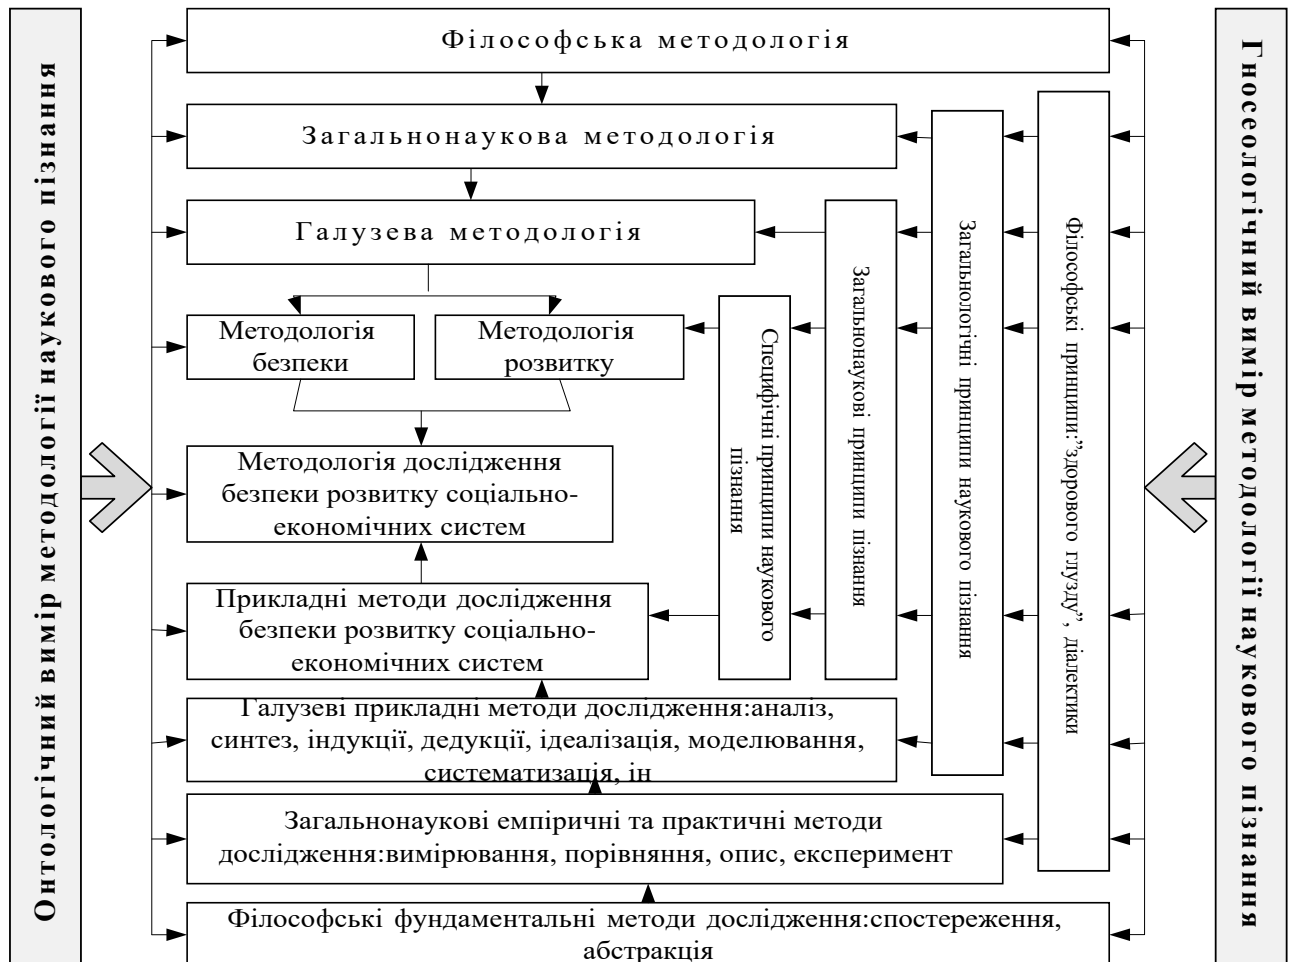 Онтологічний вимір методології наукового пізнання
Філософська методологія
Загальнонаукова методологія
Галузева методологія
Методологія
безпеки
Методологія
розвитку
Методологія дослідження
безпеки розвитку соціально-
економічних систем
Прикладні методи дослідження
безпеки розвитку соціально-
економічних систем
Галузеві прикладні методи дослідження:аналіз,
синтез, індукції, дедукції, ідеалізація, моделювання,
систематизація, ін
Загальнонаукові емпіричні та практичні методи
дослідження:вимірювання, порівняння, опис, експеримент
Філософські фундаментальні методи дослідження:спостереження,
абстракція
Специфічні принципи наукового
пізнання
Загальнонаукові принципи пізнання
Загальнологічні принципи наукового пізнання
Філософські принципи:”здорового глузду”, діалектики
Гносеологічний вимір методології наукового пізнання